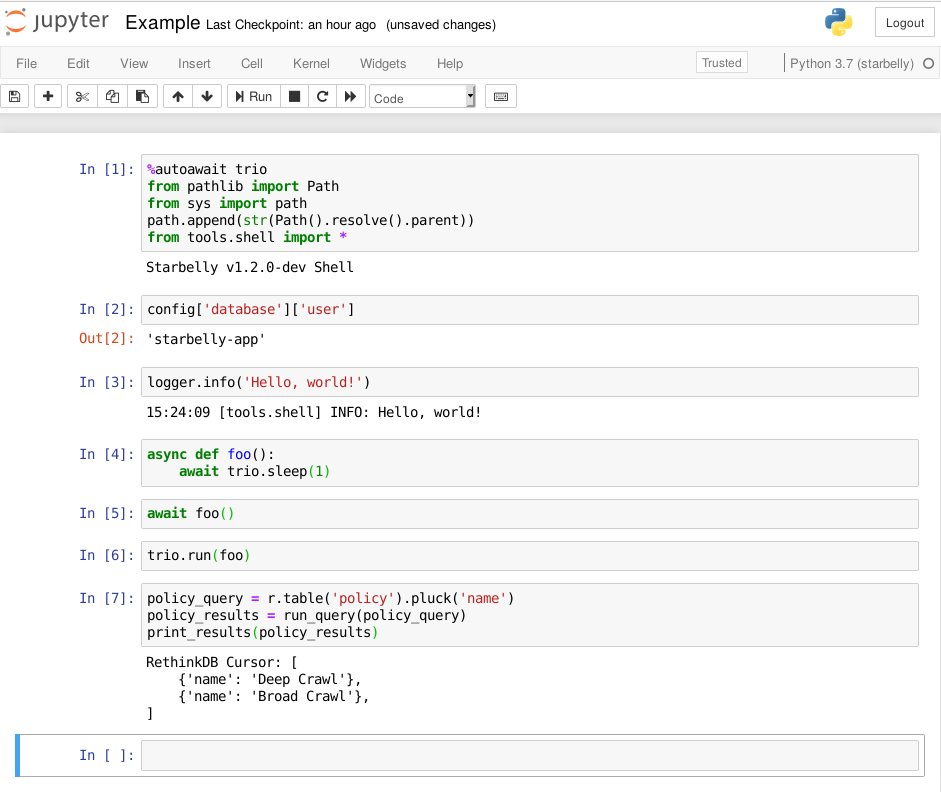 jupyter Example Last Checkpoint: an hour ago (unsaved changes) Logout
File Edit View Insert Cell Kernel Widgets Help Trusted Python 3.7 (starbelly)
Run Code
In [1]: %autoawait trio
from pathlib import Path
from sys import path
path.append(str(Path().resolve().parent))
from tools.shell import *
Starbelly v1.2.0-dev Shell
In [2]: config['database']['user']
Out[2]: 'starbelly-app'
In [3]: logger.info('Hello, world!')
15:24:09 [tools.shell] INFO: Hello, world!
In [4]: async def foo():
    await trio.sleep(1)
In [5]: await foo()
In [6]: trio.run(foo)
In [7]: policy_query = r.table('policy').pluck('name')
policy_results = run_query(policy_query)
print_results(policy_results)
RethinkDB Cursor: [
    {'name': 'Deep Crawl'},
    {'name': 'Broad Crawl'},
]
In [ ]: